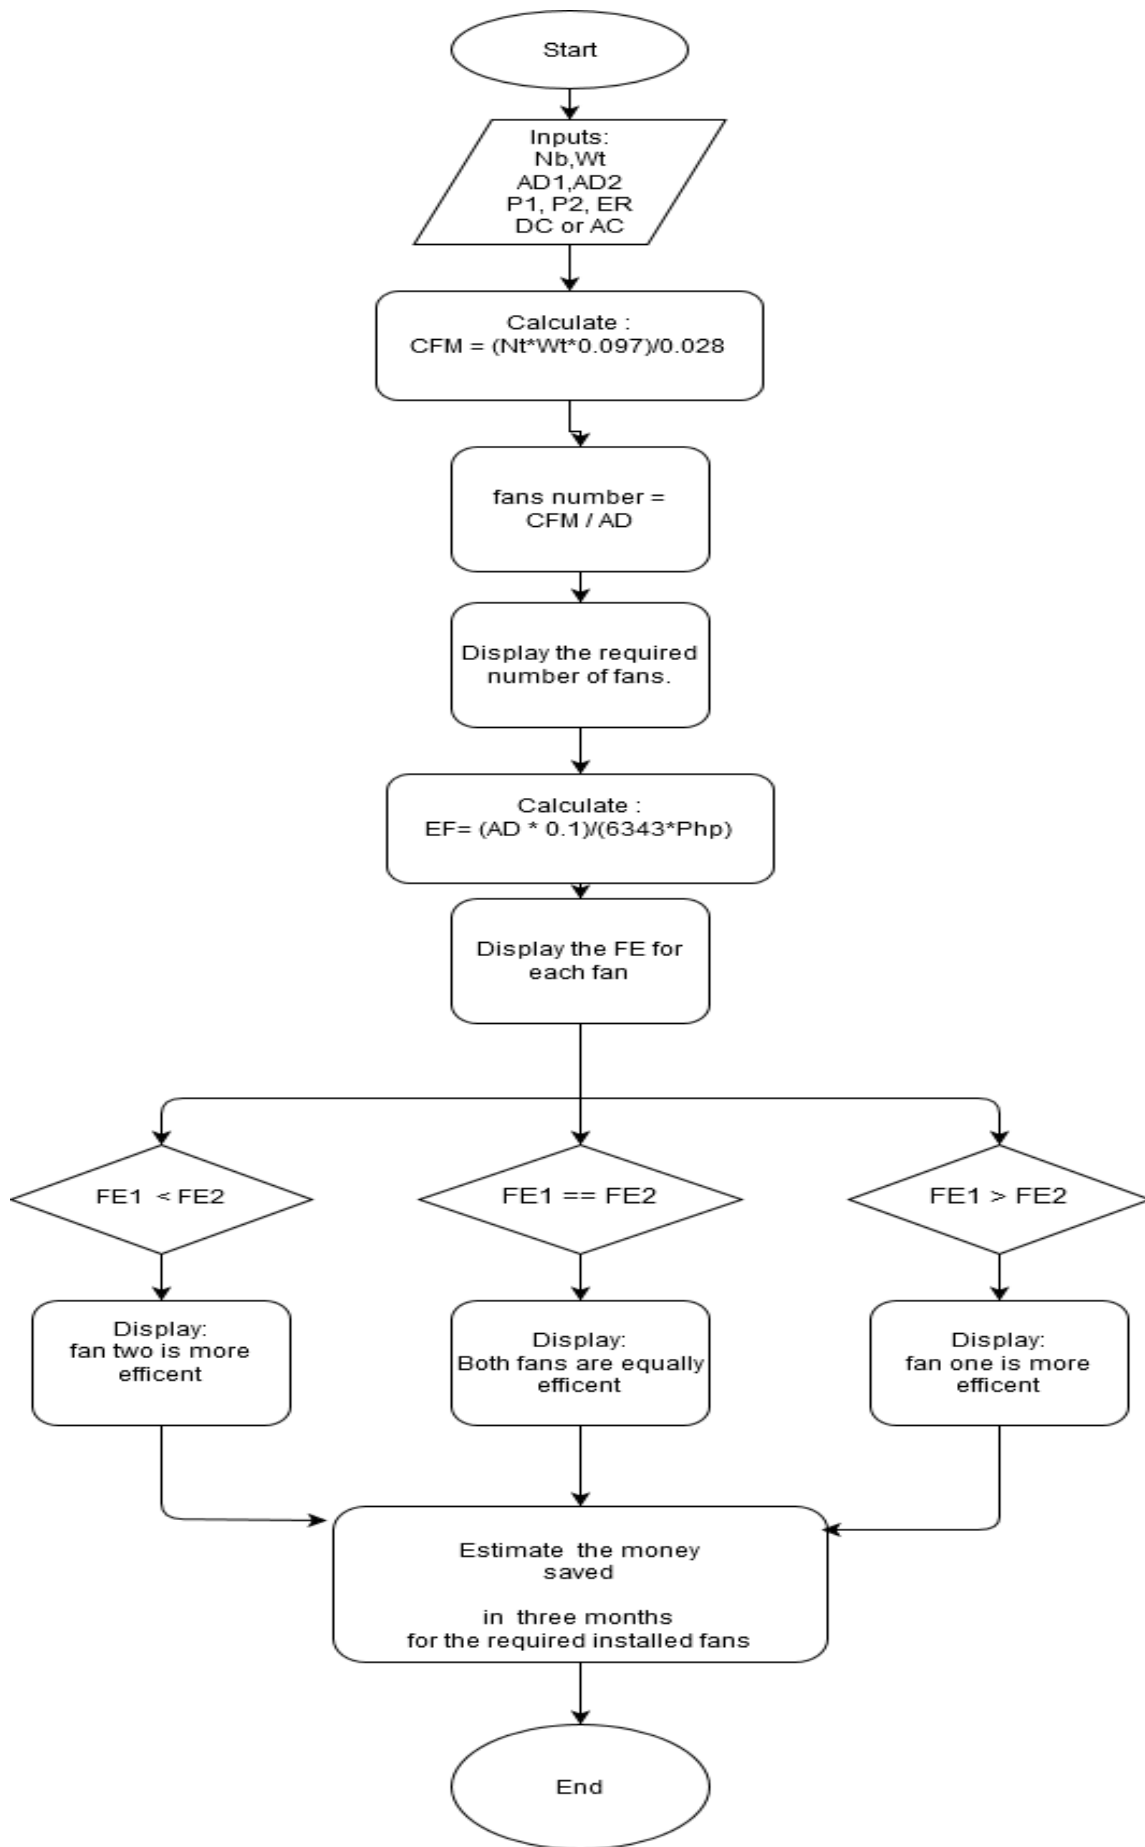 Start
Inputs:
Nb,Wt
AD1,AD2
P1, P2, ER
DC or AC
Calculate :
CFM = (Nt*Wt*0.097)/0.028
fans number =
CFM / AD
Display the required
number of fans.
Calculate :
EF= (AD * 0.1)/(6343*Php)
Display the FE for
each fan
FE1 < FE2
FE1 == FE2
FE1 > FE2
Display:
fan two is more
efficent
Display:
Both fans are equally
efficent
Display:
fan one is more
efficent
Estimate the money
saved
in three months
for the required installed fans
End